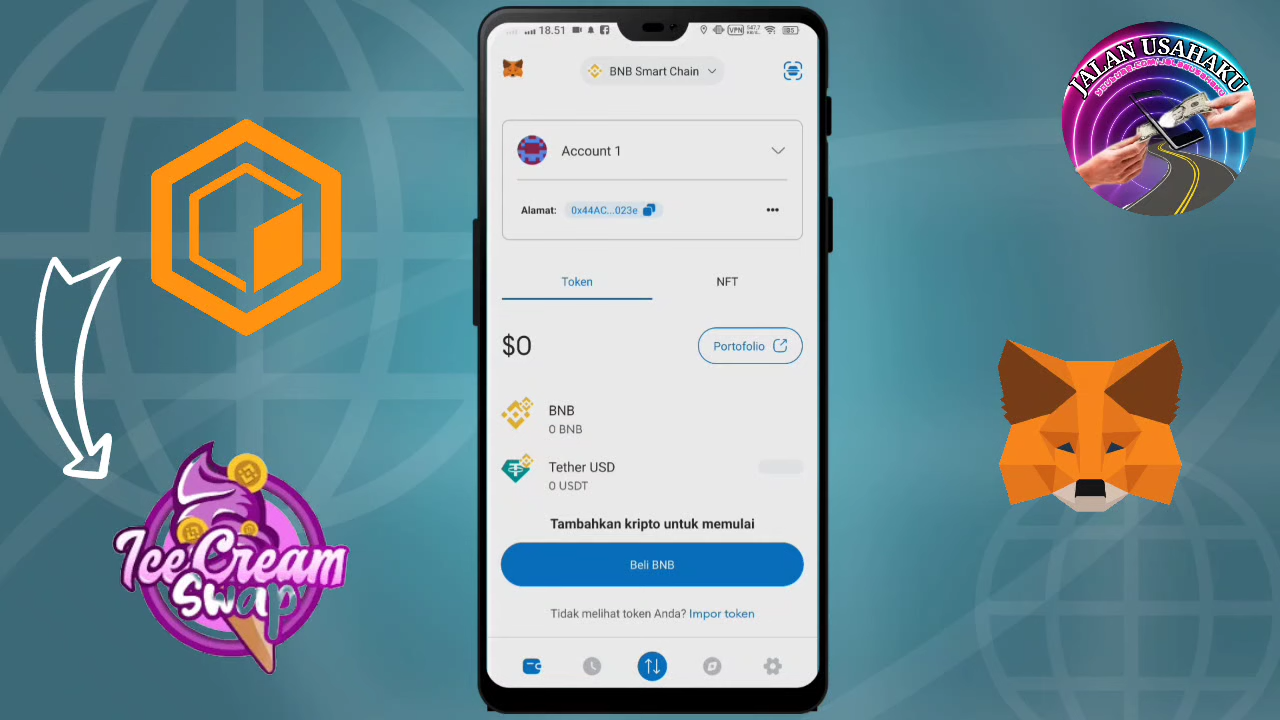 18.51
VPN
BNB Smart Chain
Account 1
Alamat: 0x44AC...023e
Token
NFT
$0
Portofolio
BNB
0 BNB
Tether USD
0 USDT
Tambahkan kripto untuk memulai
Beli BNB
Tidak melihat token Anda? Impor token
JALAN USAHAKU
IceCream
Swap